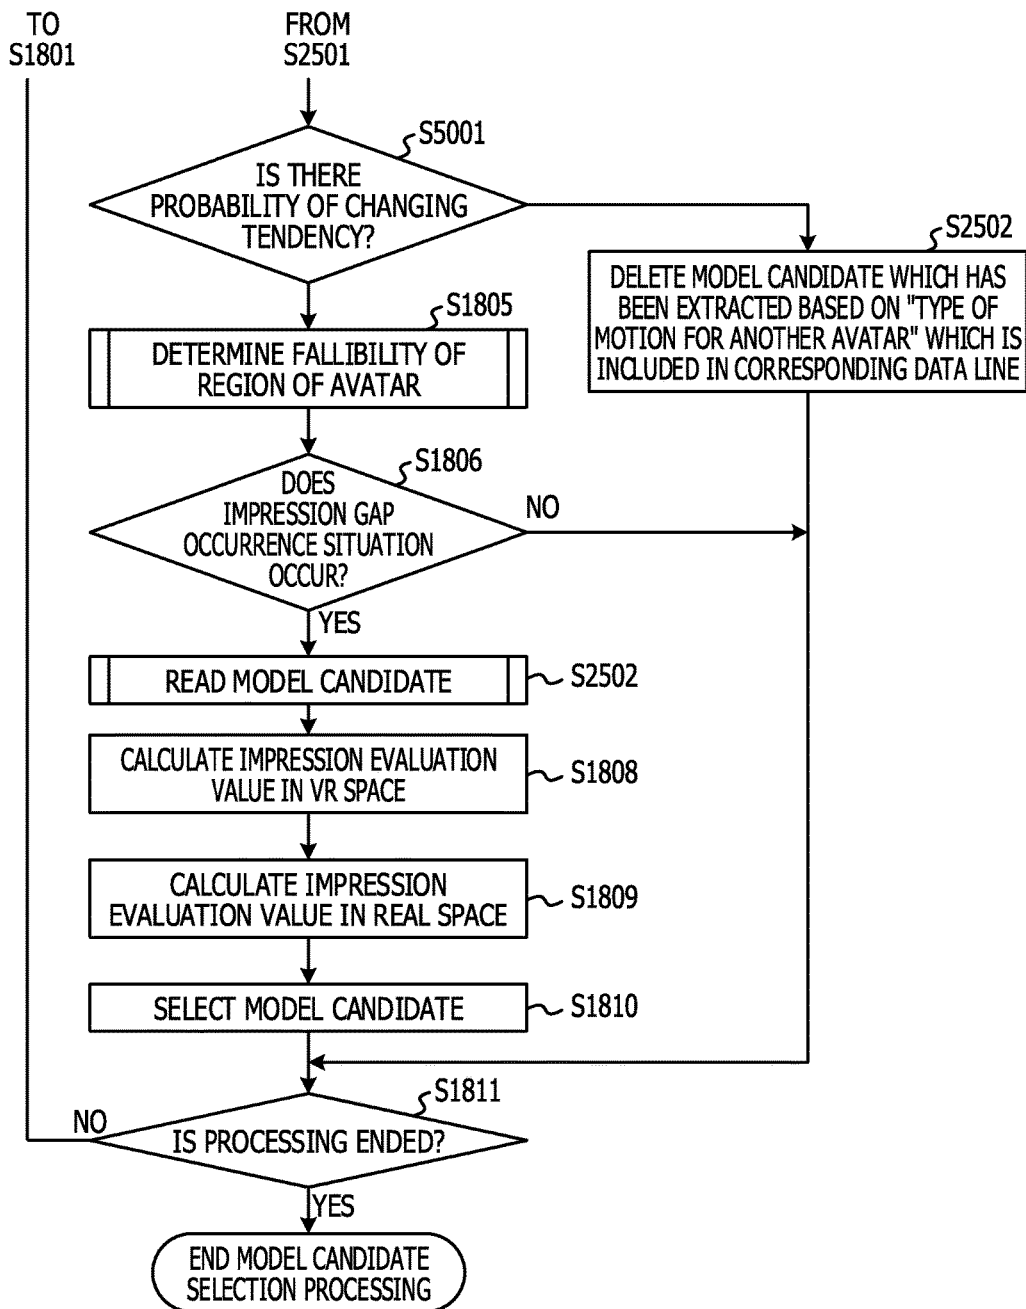 TO
S1801
FROM
S2501
S5001
IS THERE
PROBABILITY OF CHANGING
TENDENCY?
S2502
DELETE MODEL CANDIDATE WHICH HAS
BEEN EXTRACTED BASED ON "TYPE OF
MOTION FOR ANOTHER AVATAR" WHICH IS
INCLUDED IN CORRESPONDING DATA LINE
S1805
DETERMINE FALLIBILITY OF
REGION OF AVATAR
S1806
DOES
IMPRESSION GAP
OCCURRENCE SITUATION
OCCUR?
NO
YES
READ MODEL CANDIDATE
S2502
CALCULATE IMPRESSION EVALUATION
VALUE IN VR SPACE
S1808
CALCULATE IMPRESSION
EVALUATION VALUE IN REAL SPACE
S1809
SELECT MODEL CANDIDATE
S1810
S1811
NO
IS PROCESSING ENDED?
YES
END MODEL CANDIDATE
SELECTION PROCESSING